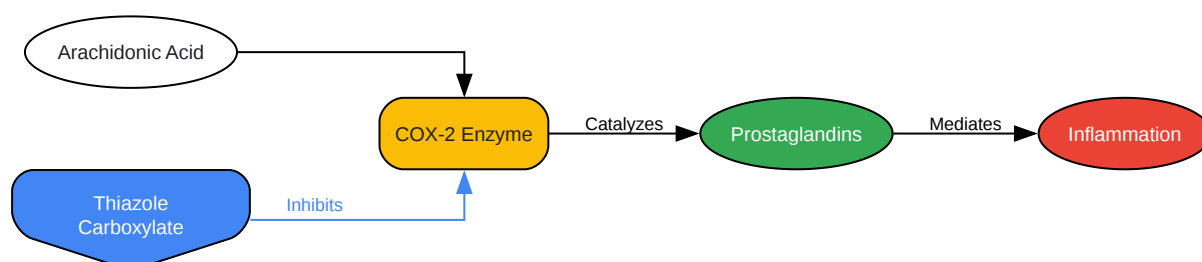 Arachidonic Acid
COX-2 Enzyme
Catalyzes
Prostaglandins
Mediates
Inflammation
Thiazole
Carboxylate
Inhibits